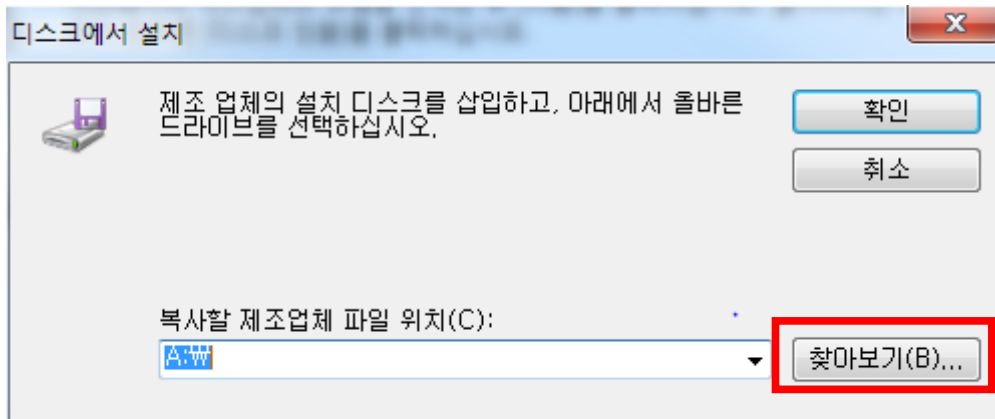 디스크에서 설치
제조 업체의 설치 디스크를 삽입하고, 아래에서 올바른
드라이브를 선택하십시오.
확인
취소
복사할 제조업체 파일 위치(C):
A:₩
찾아보기(B)...